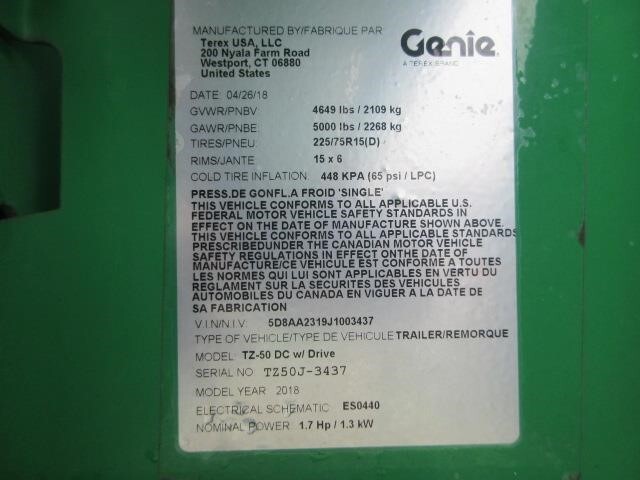 MANUFACTURED BY/FABRIQUE PAR
Terex USA, LLC
200 Nyala Farm Road
Westport, CT 06880
United States
Genie
A TEREX BRAND
DATE: 04/26/18
GVWR/PNBV: 4649 lbs / 2109 kg
GAWR/PNBE: 5000 lbs / 2268 kg
TIRES/PNEU: 225/75R15(D)
RIMS/JANTE: 15 x 6
COLD TIRE INFLATION: 448 KPA (65 psi / LPC)
PRESS.DE GONFL.A FROID 'SINGLE'
THIS VEHICLE CONFORMS TO ALL APPLICABLE U.S.
FEDERAL MOTOR VEHICLE SAFETY STANDARDS IN
EFFECT ON THE DATE OF MANUFACTURE SHOWN ABOVE.
THIS VEHICLE CONFORMS TO ALL APPLICABLE STANDARDS
PRESCRIBEDUNDER THE CANADIAN MOTOR VEHICLE
SAFETY REGULATIONS IN EFFECT ONTHE DATE OF
MANUFACTURE/CE VEHICULE EST CONFORME A TOUTES
LES NORMES QUI LUI SONT APPLICABLES EN VERTU DU
REGLEMENT SUR LA SECURITES DES VEHICULES
AUTOMOBILES DU CANADA EN VIGUER A LA DATE DE
SA FABRICATION
V.I.N/N.I.V: 5D8AA2319J1003437
TYPE OF VEHICLE/TYPE DE VEHICULE TRAILER/REMORQUE
MODEL: TZ-50 DC w/ Drive
SERIAL NO: TZ50J-3437
MODEL YEAR: 2018
ELECTRICAL SCHEMATIC: ES0440
NOMINAL POWER: 1.7 Hp / 1.3 kW